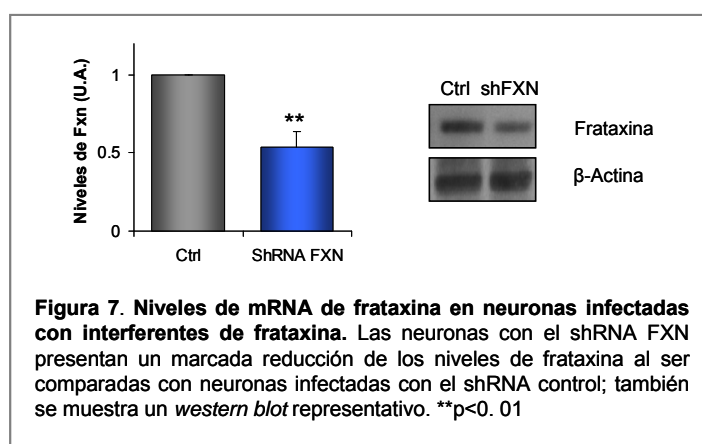 Niveles de Fxn (U.A.)
1
0.5
0
**
Ctrl
ShRNA FXN
Ctrl shFXN
Frataxina
β-Actina
Figura 7. Niveles de mRNA de frataxina en neuronas infectadas
con interferentes de frataxina. Las neuronas con el shRNA FXN
presentan un marcada reducción de los niveles de frataxina al ser
comparadas con neuronas infectadas con el shRNA control; también
se muestra un western blot representativo. **p<0. 01